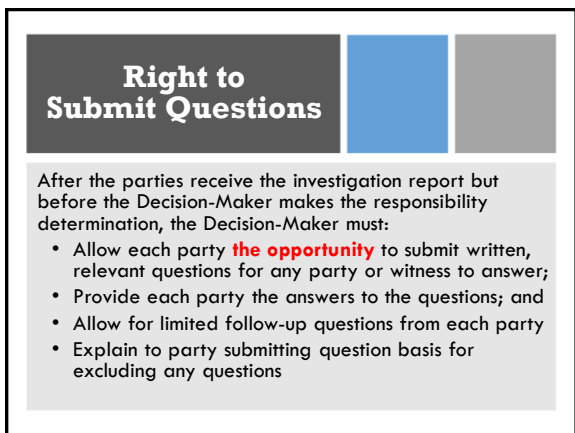 Right to
Submit Questions
After the parties receive the investigation report but
before the Decision-Maker makes the responsibility
determination, the Decision-Maker must:
• Allow each party the opportunity to submit written,
relevant questions for any party or witness to answer;
• Provide each party the answers to the questions; and
• Allow for limited follow-up questions from each party
• Explain to party submitting question basis for
excluding any questions